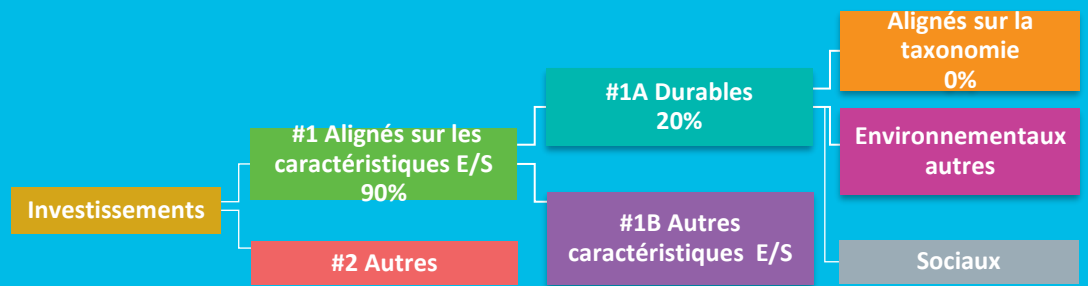 Investissements
#1 Alignés sur les
caractéristiques E/S
90%
#2 Autres
#1A Durables
20%
#1B Autres
caractéristiques E/S
Alignés sur la
taxonomie
0%
Environnementaux
autres
Sociaux